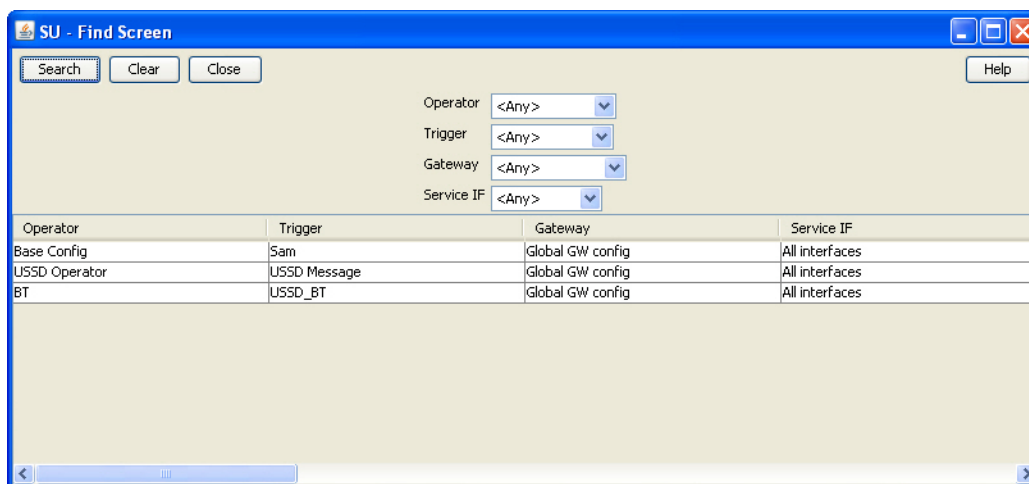 SU - Find Screen
Search Clear Close Help
Operator <Any>
Trigger <Any>
Gateway <Any>
Service IF <Any>
Operator Trigger Gateway Service IF
Base Config Sam Global GW config All interfaces
USSD Operator USSD Message Global GW config All interfaces
BT USSD_BT Global GW config All interfaces